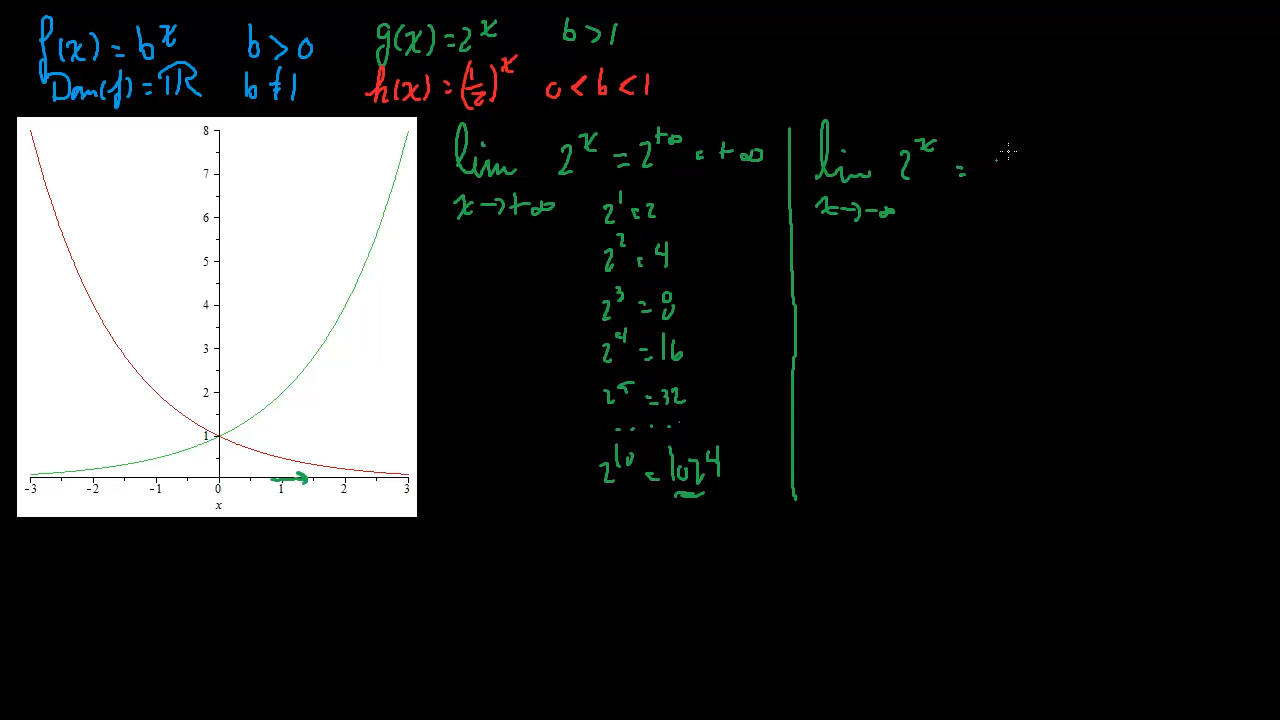 f(x) = b^x b > 0 g(x) = 2^x b > 1
Dom(f) = ℝ b ≠ 1 h(x) = (1/2)^x 0 < b < 1
lim 2^x = 2^{+∞} = +∞
x → +∞
2^1 = 2
2^2 = 4
2^3 = 8
2^4 = 16
2^5 = 32
.....
2^10 = 1024
lim 2^x =
x → -∞
8
7
6
5
4
3
2
1
-3 -2 -1 0 1 2 3
x